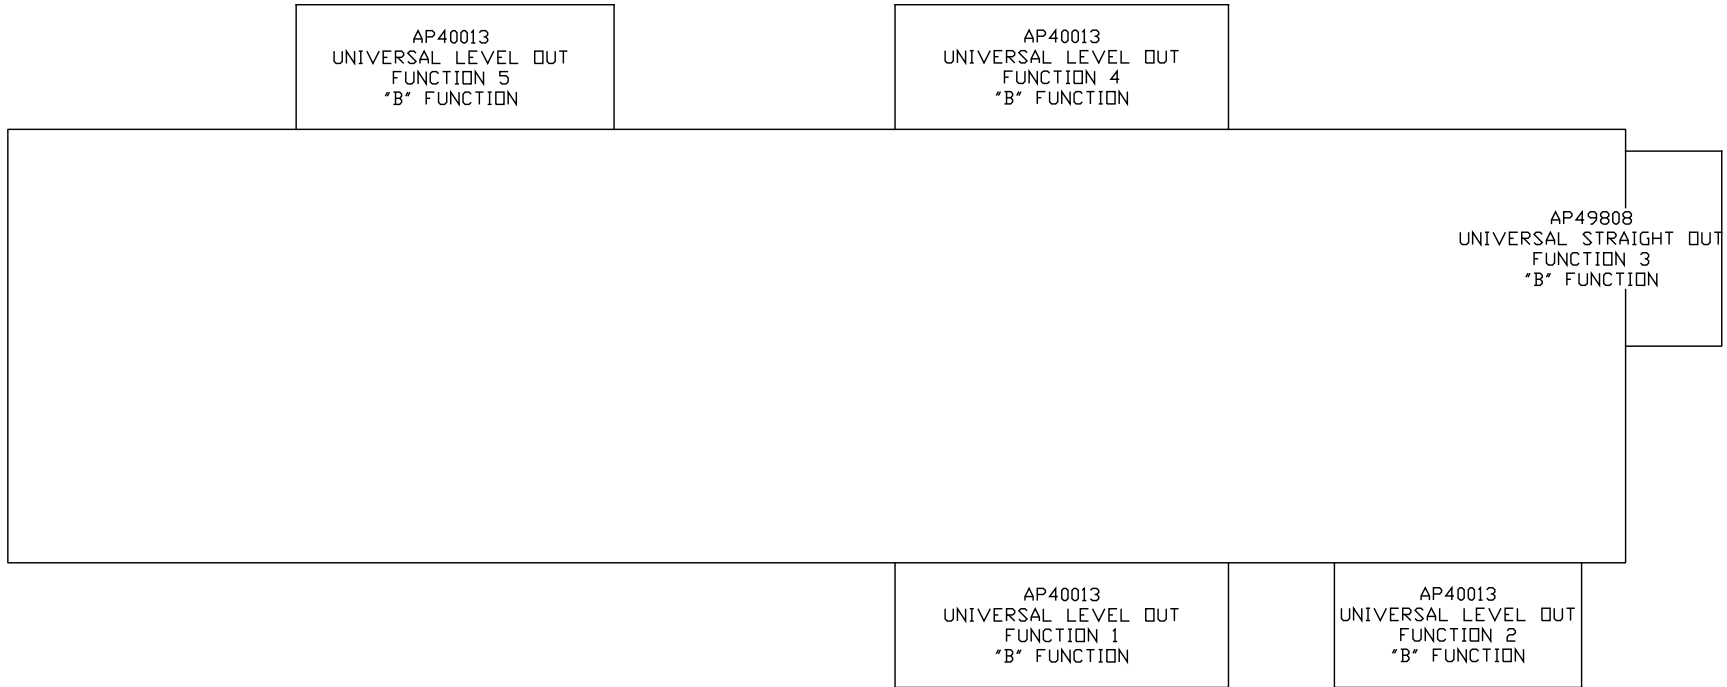 AP40013
UNIVERSAL LEVEL OUT
FUNCTION 5
"B" FUNCTION
AP40013
UNIVERSAL LEVEL OUT
FUNCTION 4
"B" FUNCTION
AP49808
UNIVERSAL STRAIGHT OUT
FUNCTION 3
"B" FUNCTION
AP40013
UNIVERSAL LEVEL OUT
FUNCTION 1
"B" FUNCTION
AP40013
UNIVERSAL LEVEL OUT
FUNCTION 2
"B" FUNCTION